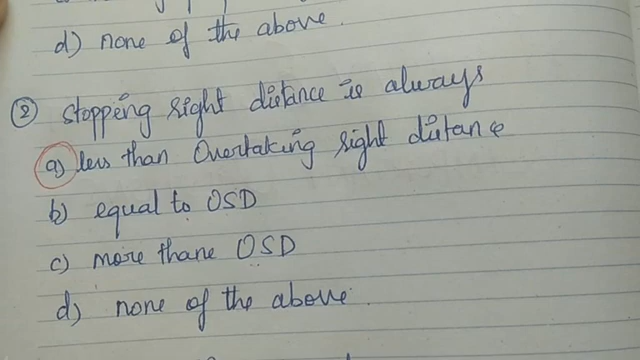 d) none of the above.
② stopping sight distance is always
a) less than Overtaking sight distance
b) equal to OSD
c) more thane OSD
d) none of the above.